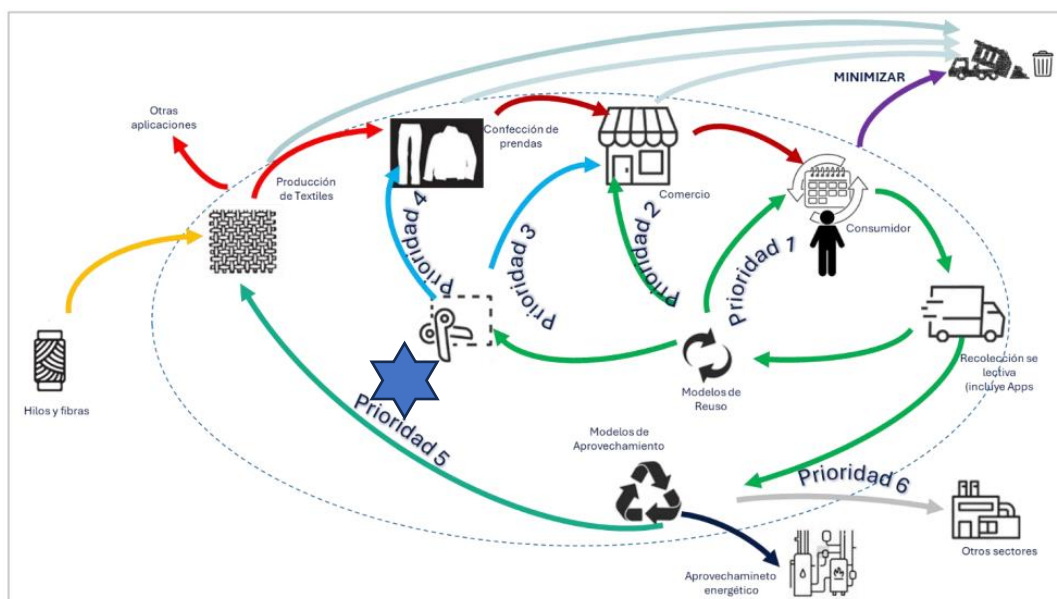 MINIMIZAR
Otras
aplicaciones
Confección de
prendas
Producción
de Textiles
Comercio
Consumidor
Prioridad 4
Prioridad 3
Prioridad 2
Prioridad 1
Recolección se
lectiva
(incluye Apps
Hilos y fibras
Modelos de
Reuso
Prioridad 5
Modelos de
Aprovechamiento
Prioridad 6
Otros sectores
Aprovechamineto
energético